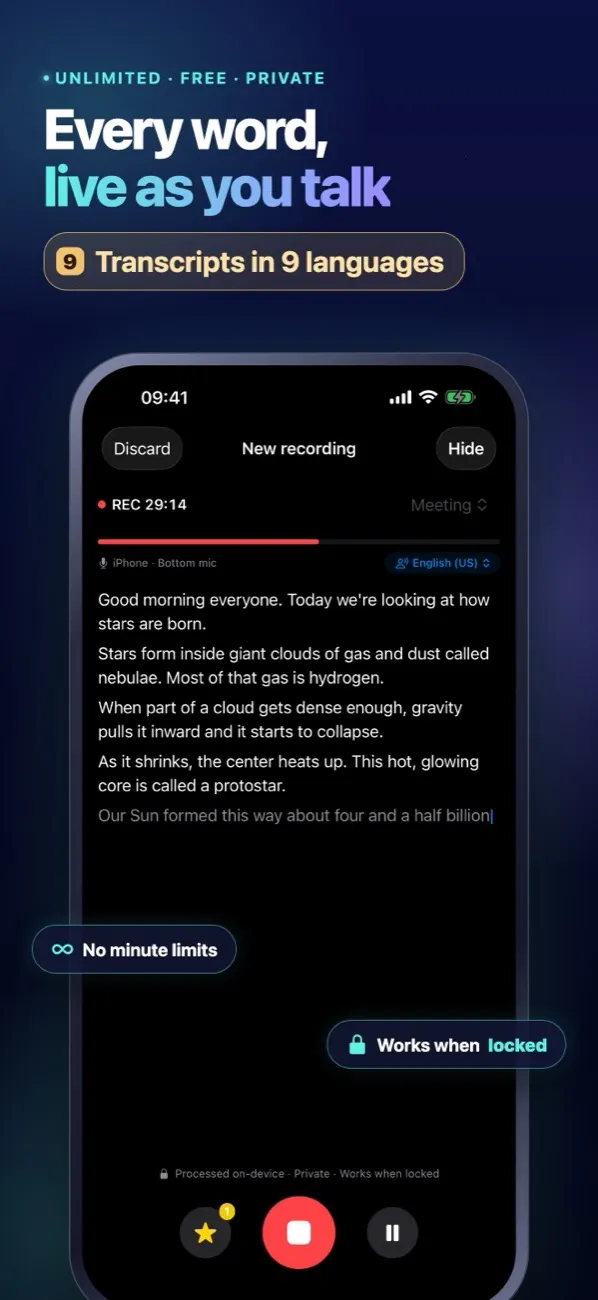 • UNLIMITED · FREE · PRIVATE
Every word,
live as you talk
9 Transcripts in 9 languages
09:41
Discard
New recording
Hide
REC 29:14
Meeting
iPhone · Bottom mic
English (US)
Good morning everyone. Today we're looking at how
stars are born.
Stars form inside giant clouds of gas and dust called
nebulae. Most of that gas is hydrogen.
When part of a cloud gets dense enough, gravity
pulls it inward and it starts to collapse.
As it shrinks, the center heats up. This hot, glowing
core is called a protostar.
Our Sun formed this way about four and a half billion
∞ No minute limits
Works when locked
Processed on-device · Private · Works when locked
1